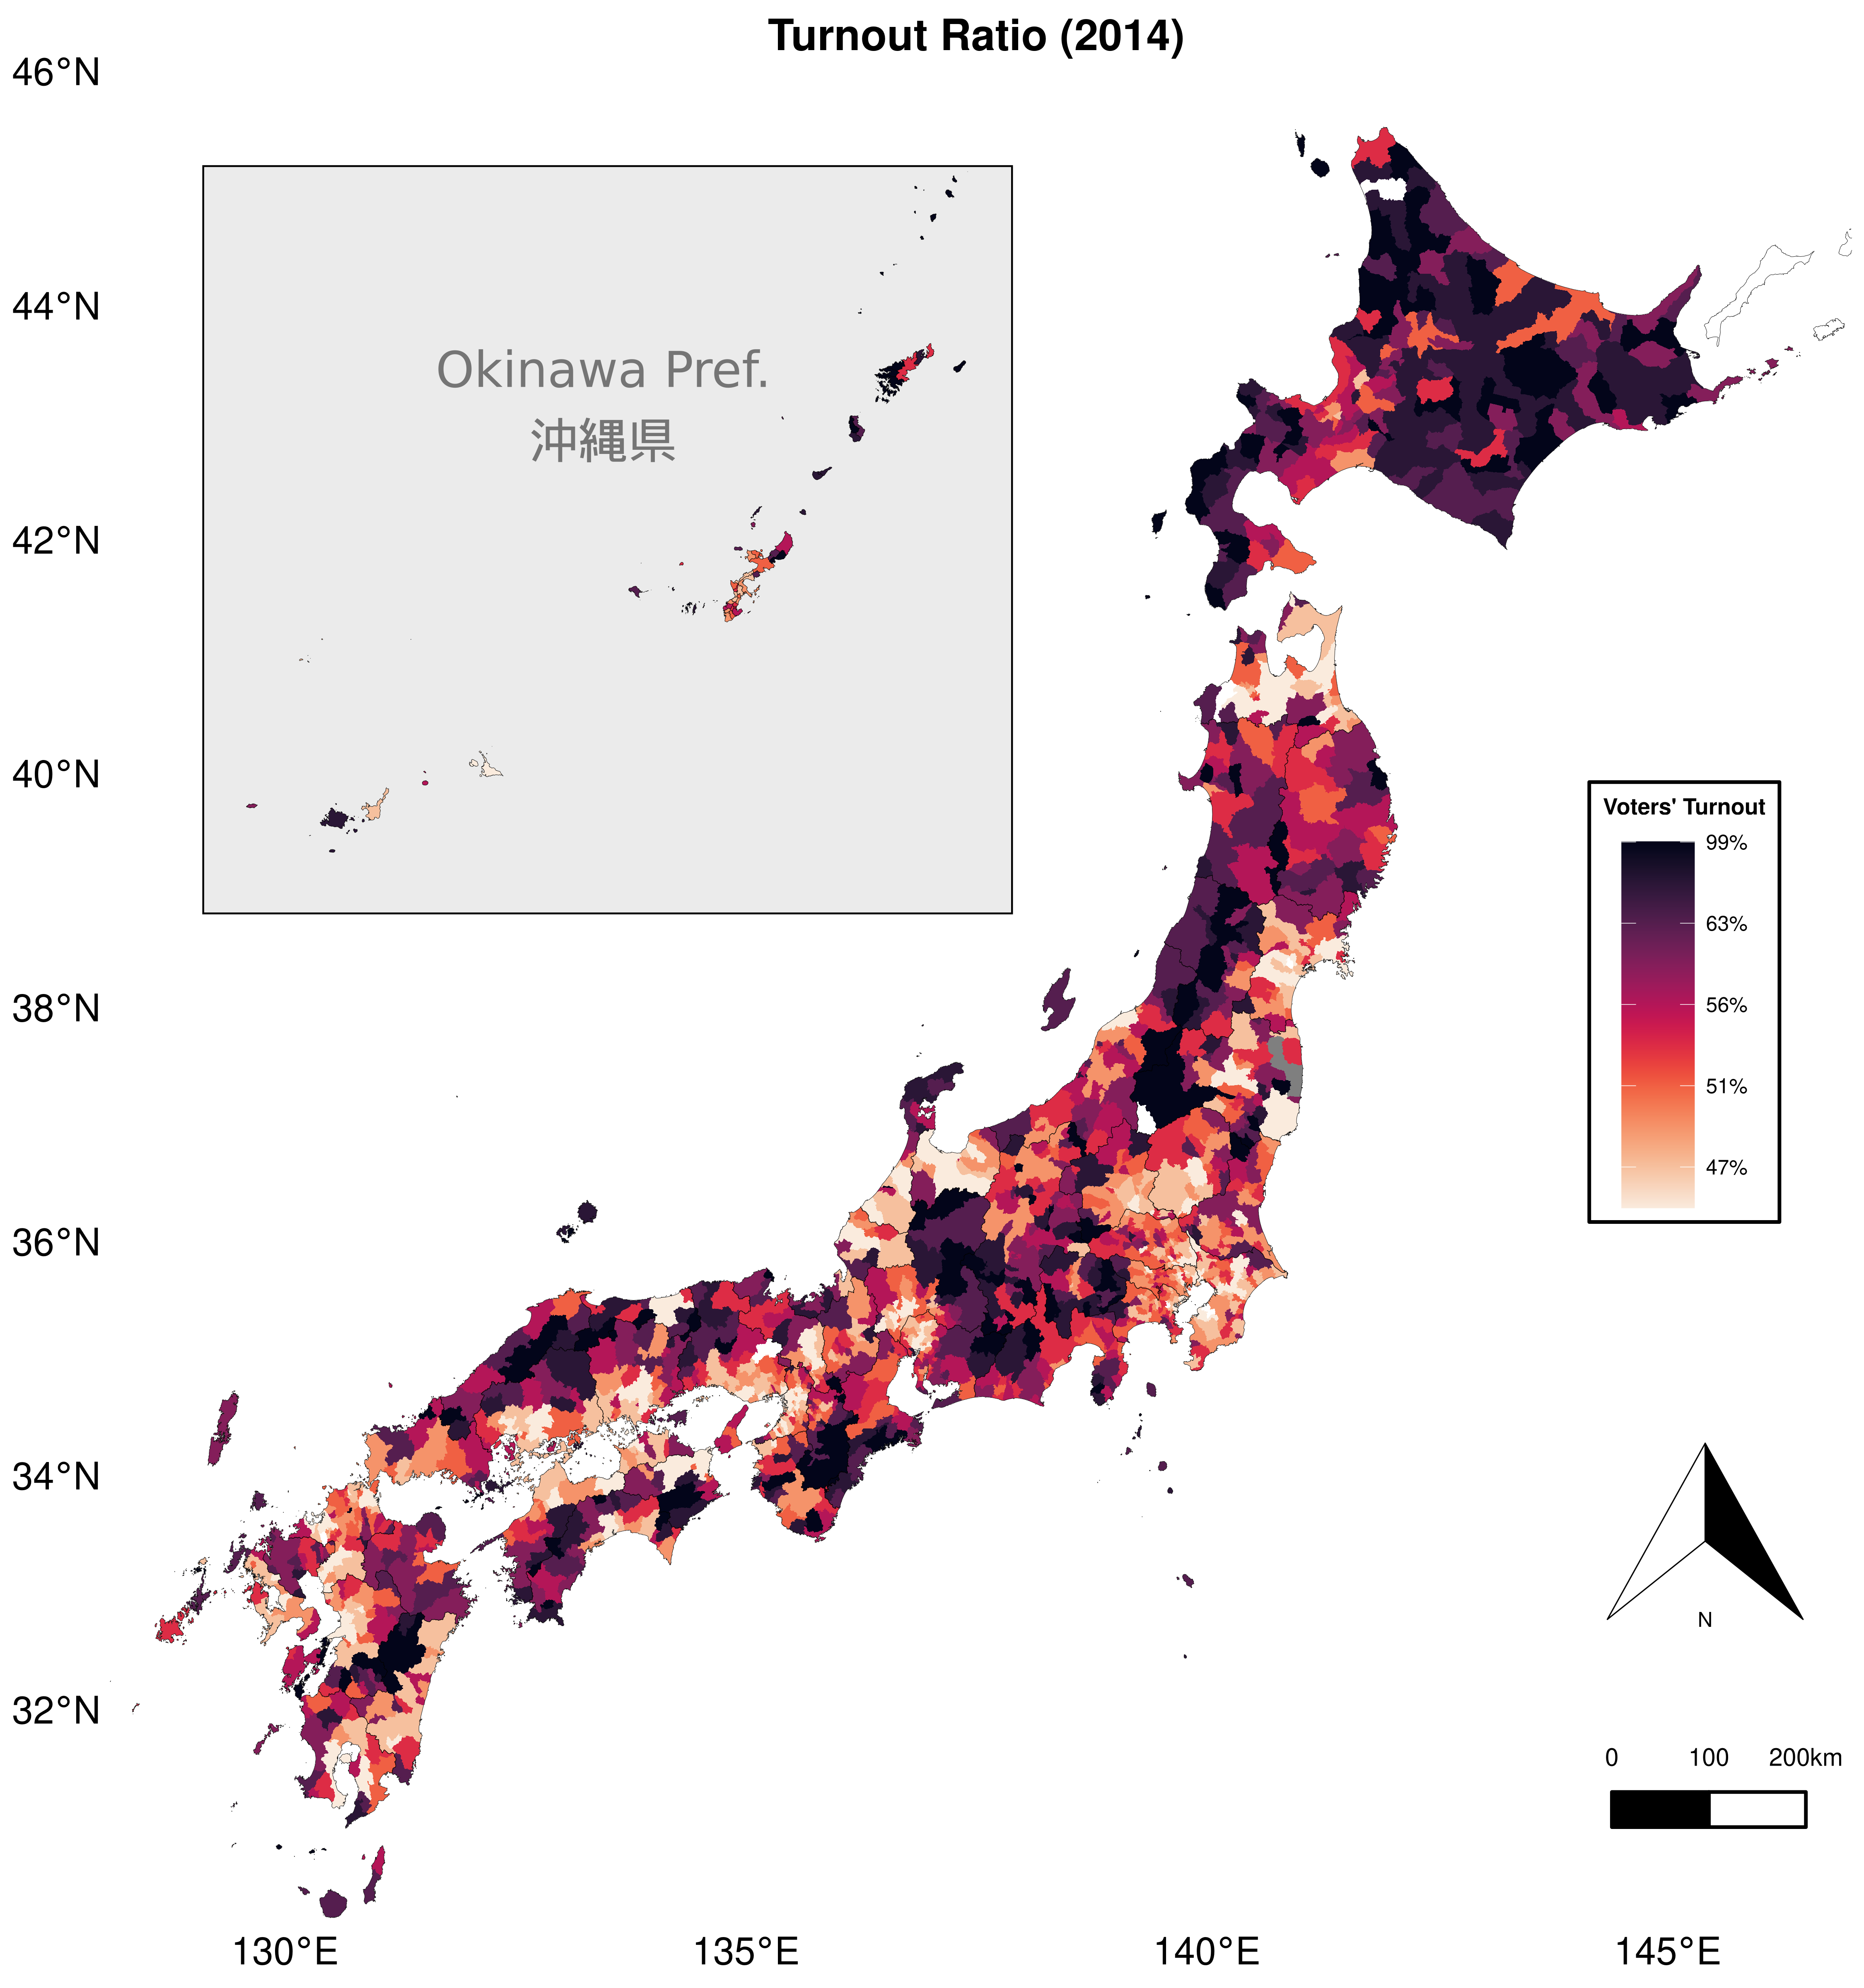 Turnout Ratio (2014)
46°N
44°N
42°N
40°N
38°N
36°N
34°N
32°N
Okinawa Pref.
沖縄県
Voters' Turnout
99%
63%
56%
51%
47%
N
0 100 200km
130°E 135°E 140°E 145°E